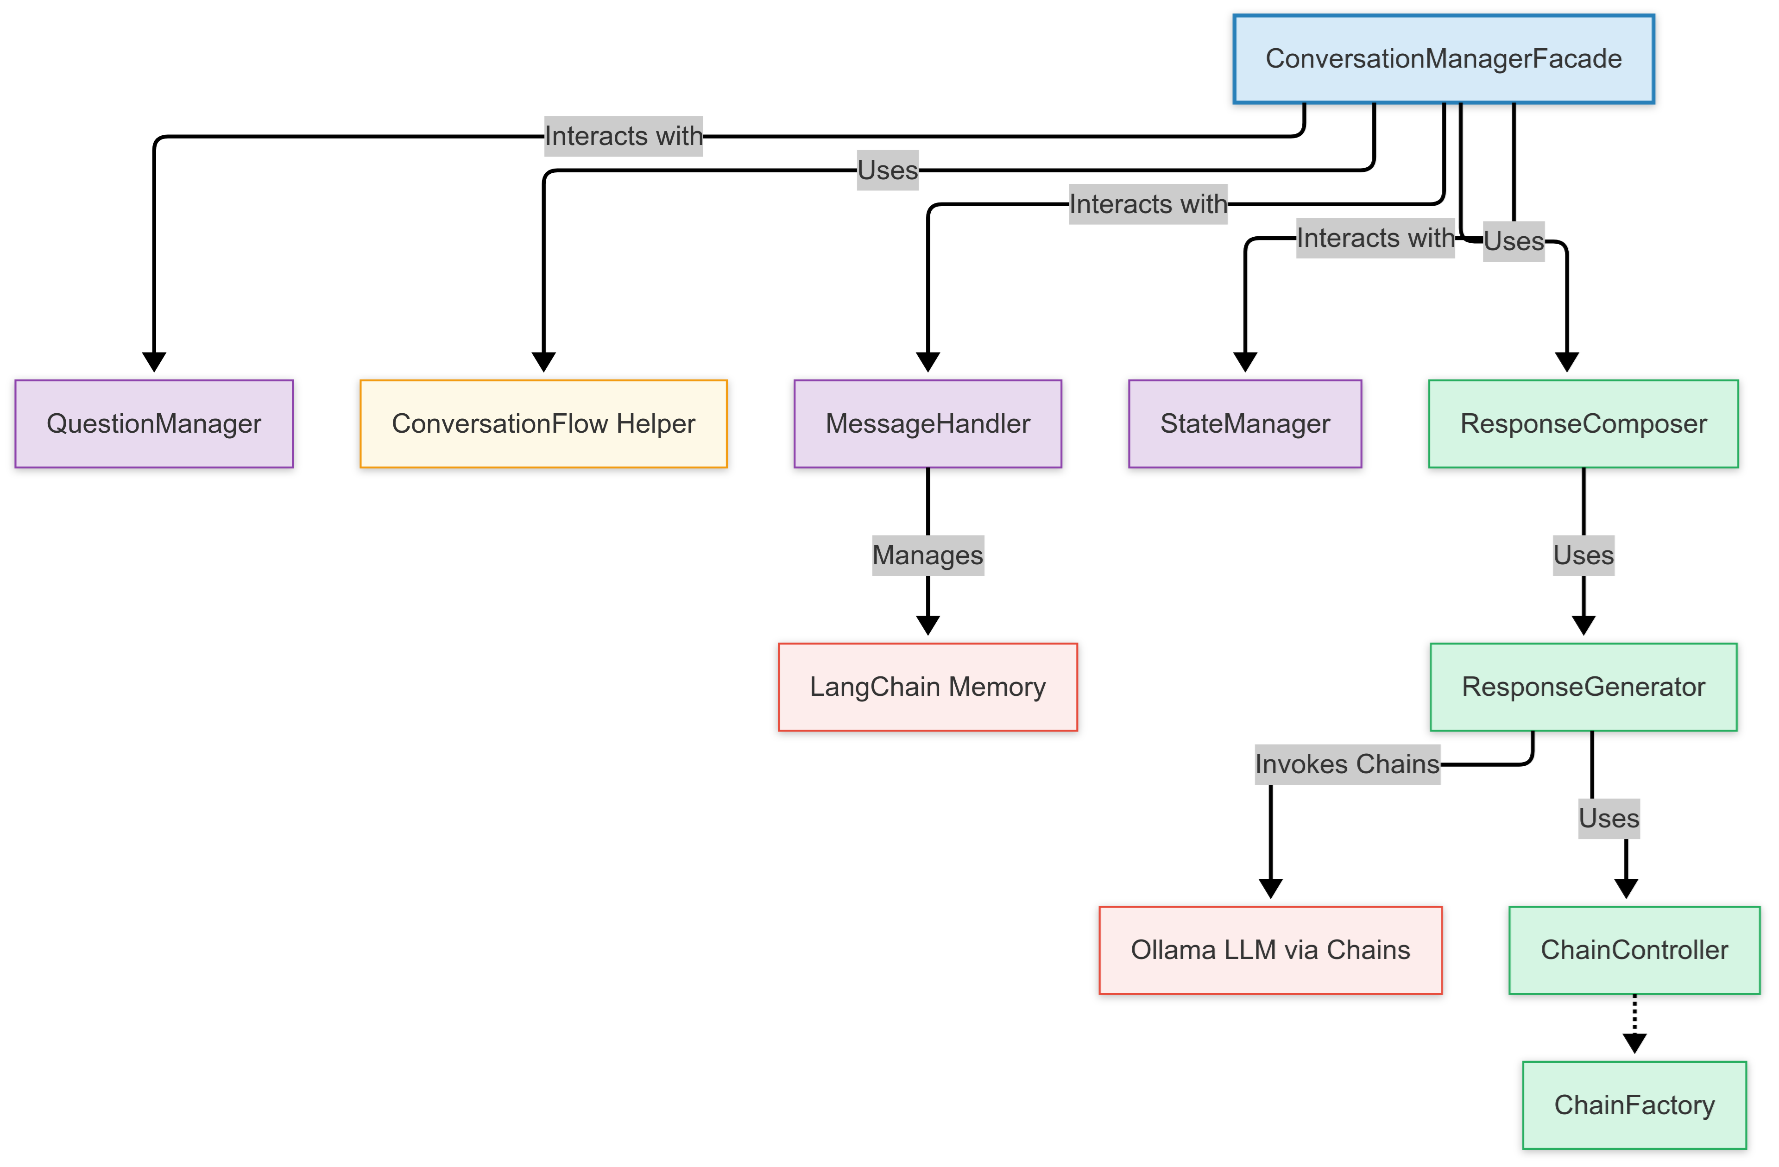 ConversationManagerFacade
Interacts with
Uses
Interacts with
Interacts with
Uses
QuestionManager
ConversationFlow Helper
MessageHandler
StateManager
ResponseComposer
Manages
Uses
LangChain Memory
ResponseGenerator
Invokes Chains
Uses
Ollama LLM via Chains
ChainController
ChainFactory